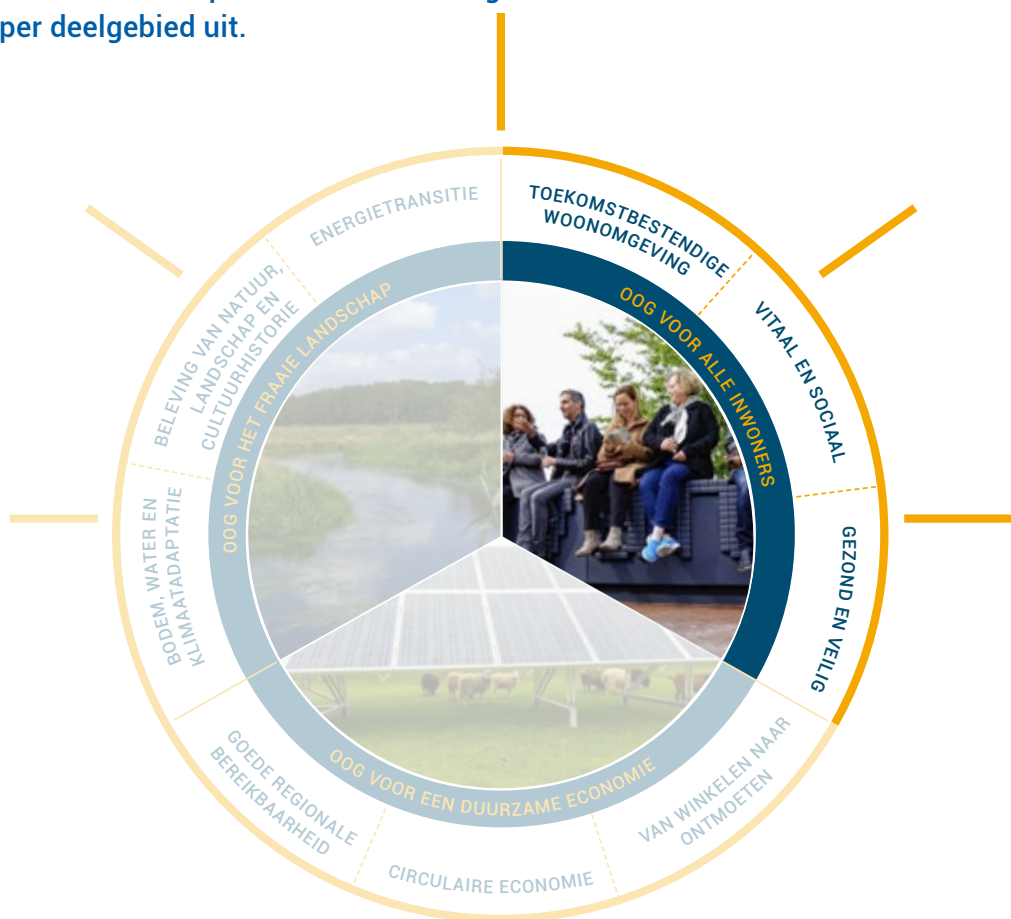 per deelgebied uit.
ENERGIETRANSITIE
TOEKOMSTBESTENDIGE
WOONOMGEVING
VITAAL EN SOCIAAL
GEZOND EN VEILIG
OOG VOOR ALLE INWONERS
BELEVING VAN NATUUR,
LANDSCHAP EN
CULTUURHISTORIE
OOG VOOR HET FRAAIE LANDSCHAP
BODEM, WATER EN
KLIMAATADAPTATIE
GOEDE REGIONALE
BEREIKBAARHEID
OOG VOOR EEN DUURZAME ECONOMIE
CIRCULAIRE ECONOMIE
VAN WINKELEN NAAR
ONTMOETEN